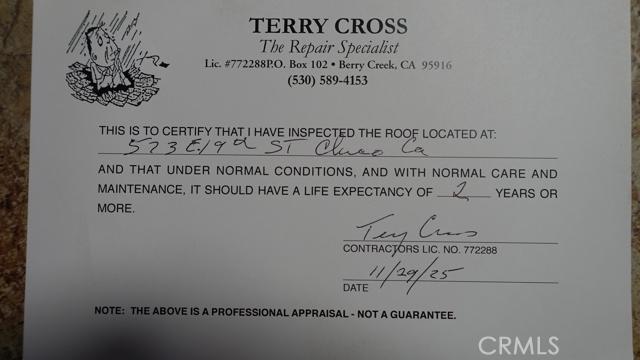 TERRY CROSS
The Repair Specialist
Lic. #772288P.O. Box 102 • Berry Creek, CA 95916
(530) 589-4153
THIS IS TO CERTIFY THAT I HAVE INSPECTED THE ROOF LOCATED AT:
573 E. 19th ST Chico Ca
AND THAT UNDER NORMAL CONDITIONS, AND WITH NORMAL CARE AND
MAINTENANCE, IT SHOULD HAVE A LIFE EXPECTANCY OF 2 YEARS OR
MORE.
Terry Cross
CONTRACTORS LIC. NO. 772288
11/29/25
DATE
NOTE: THE ABOVE IS A PROFESSIONAL APPRAISAL - NOT A GUARANTEE.
CRMLS